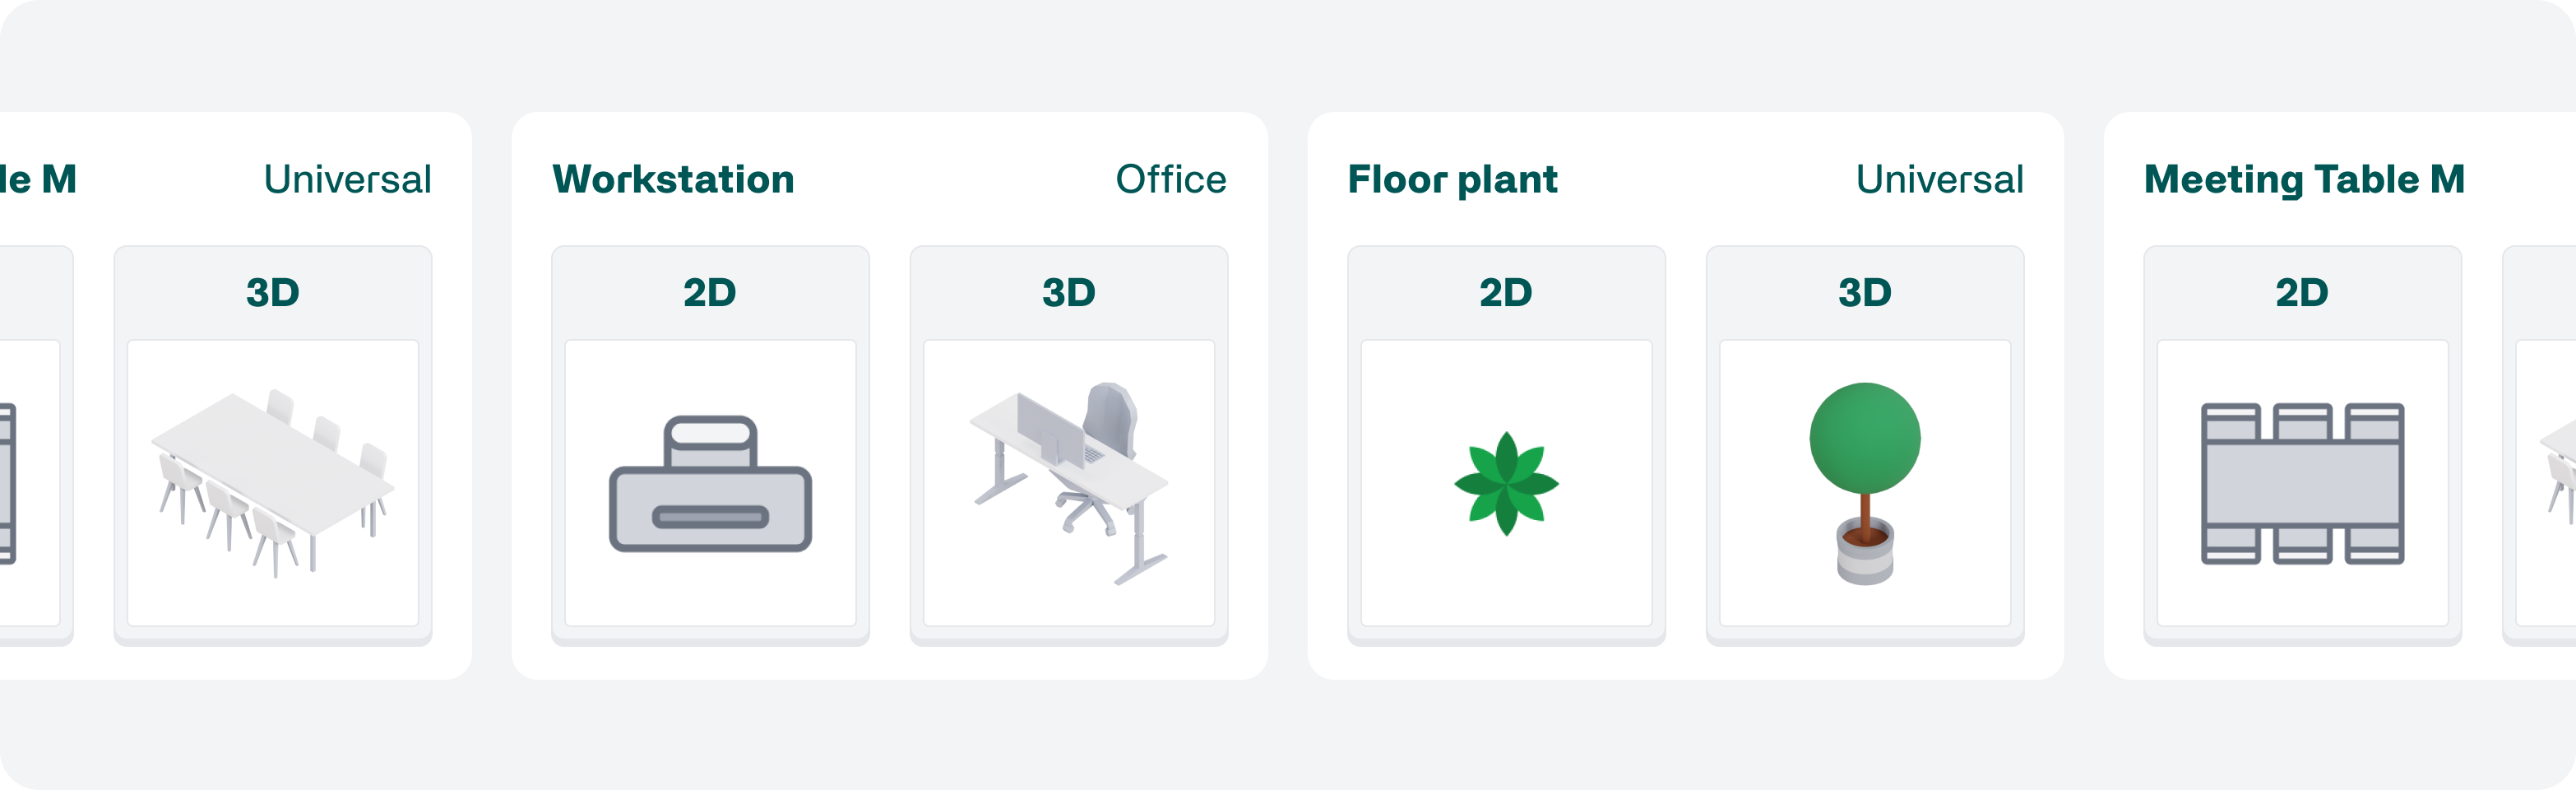 le M
Universal
3D
Workstation
Office
2D
3D
Floor plant
Universal
2D
3D
Meeting Table M
2D